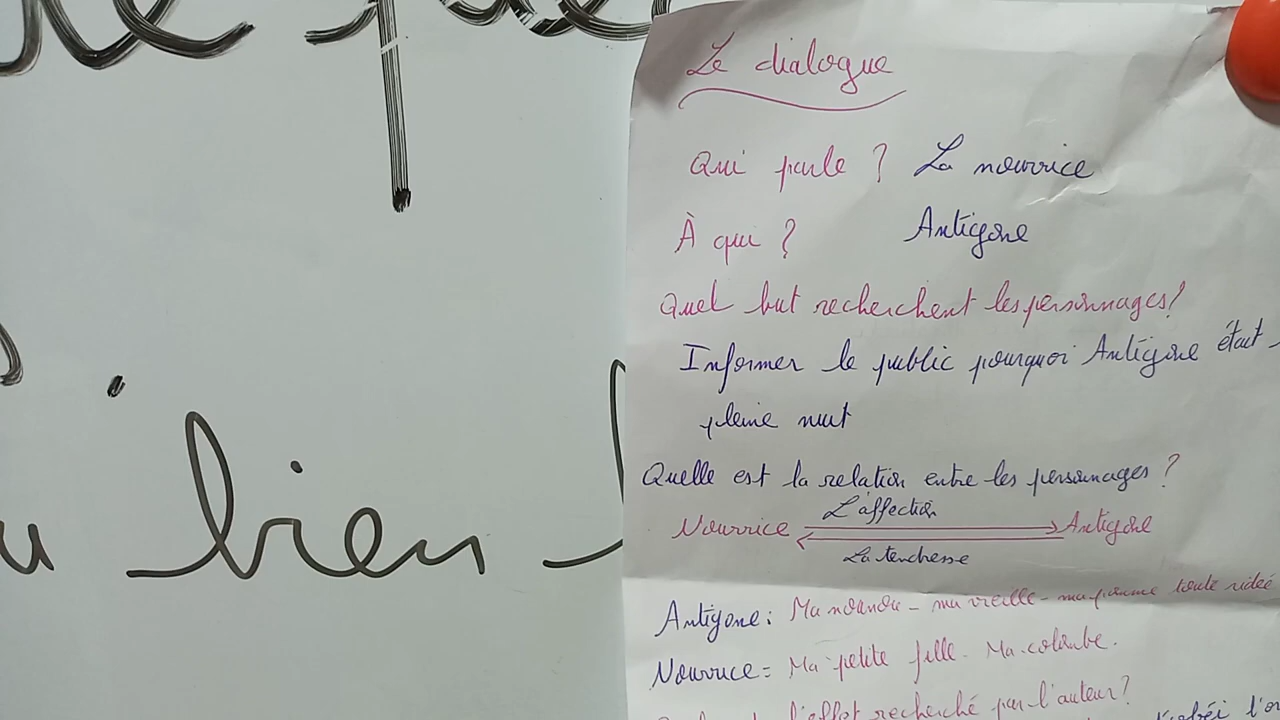 bien
Le dialogue
Qui parle ? La nourrice
À qui ? Antigone
Quel but recherchent les personnages ?
Informer le public pourquoi Antigone était
pleine nuit
Quelle est la relation entre les personnages ?
L'affection
Nourrice Antigone
La tendresse
Antigone : Ma nounou - ma vieille - ma pomme toute ridée
Nourrice = Ma petite fille - Ma colombe.
l'effet recherché par l'auteur ?